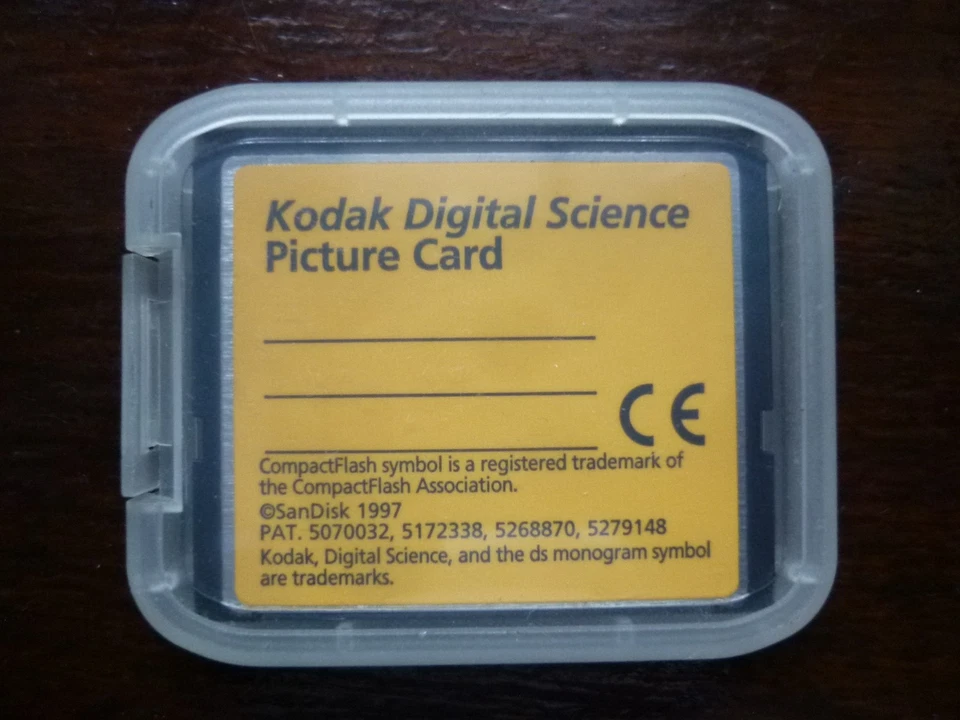 Kodak Digital Science
Picture Card
CE
CompactFlash symbol is a registered trademark of
the CompactFlash Association.
©SanDisk 1997
PAT. 5070032, 5172338, 5268870, 5279148
Kodak, Digital Science, and the ds monogram symbol
are trademarks.